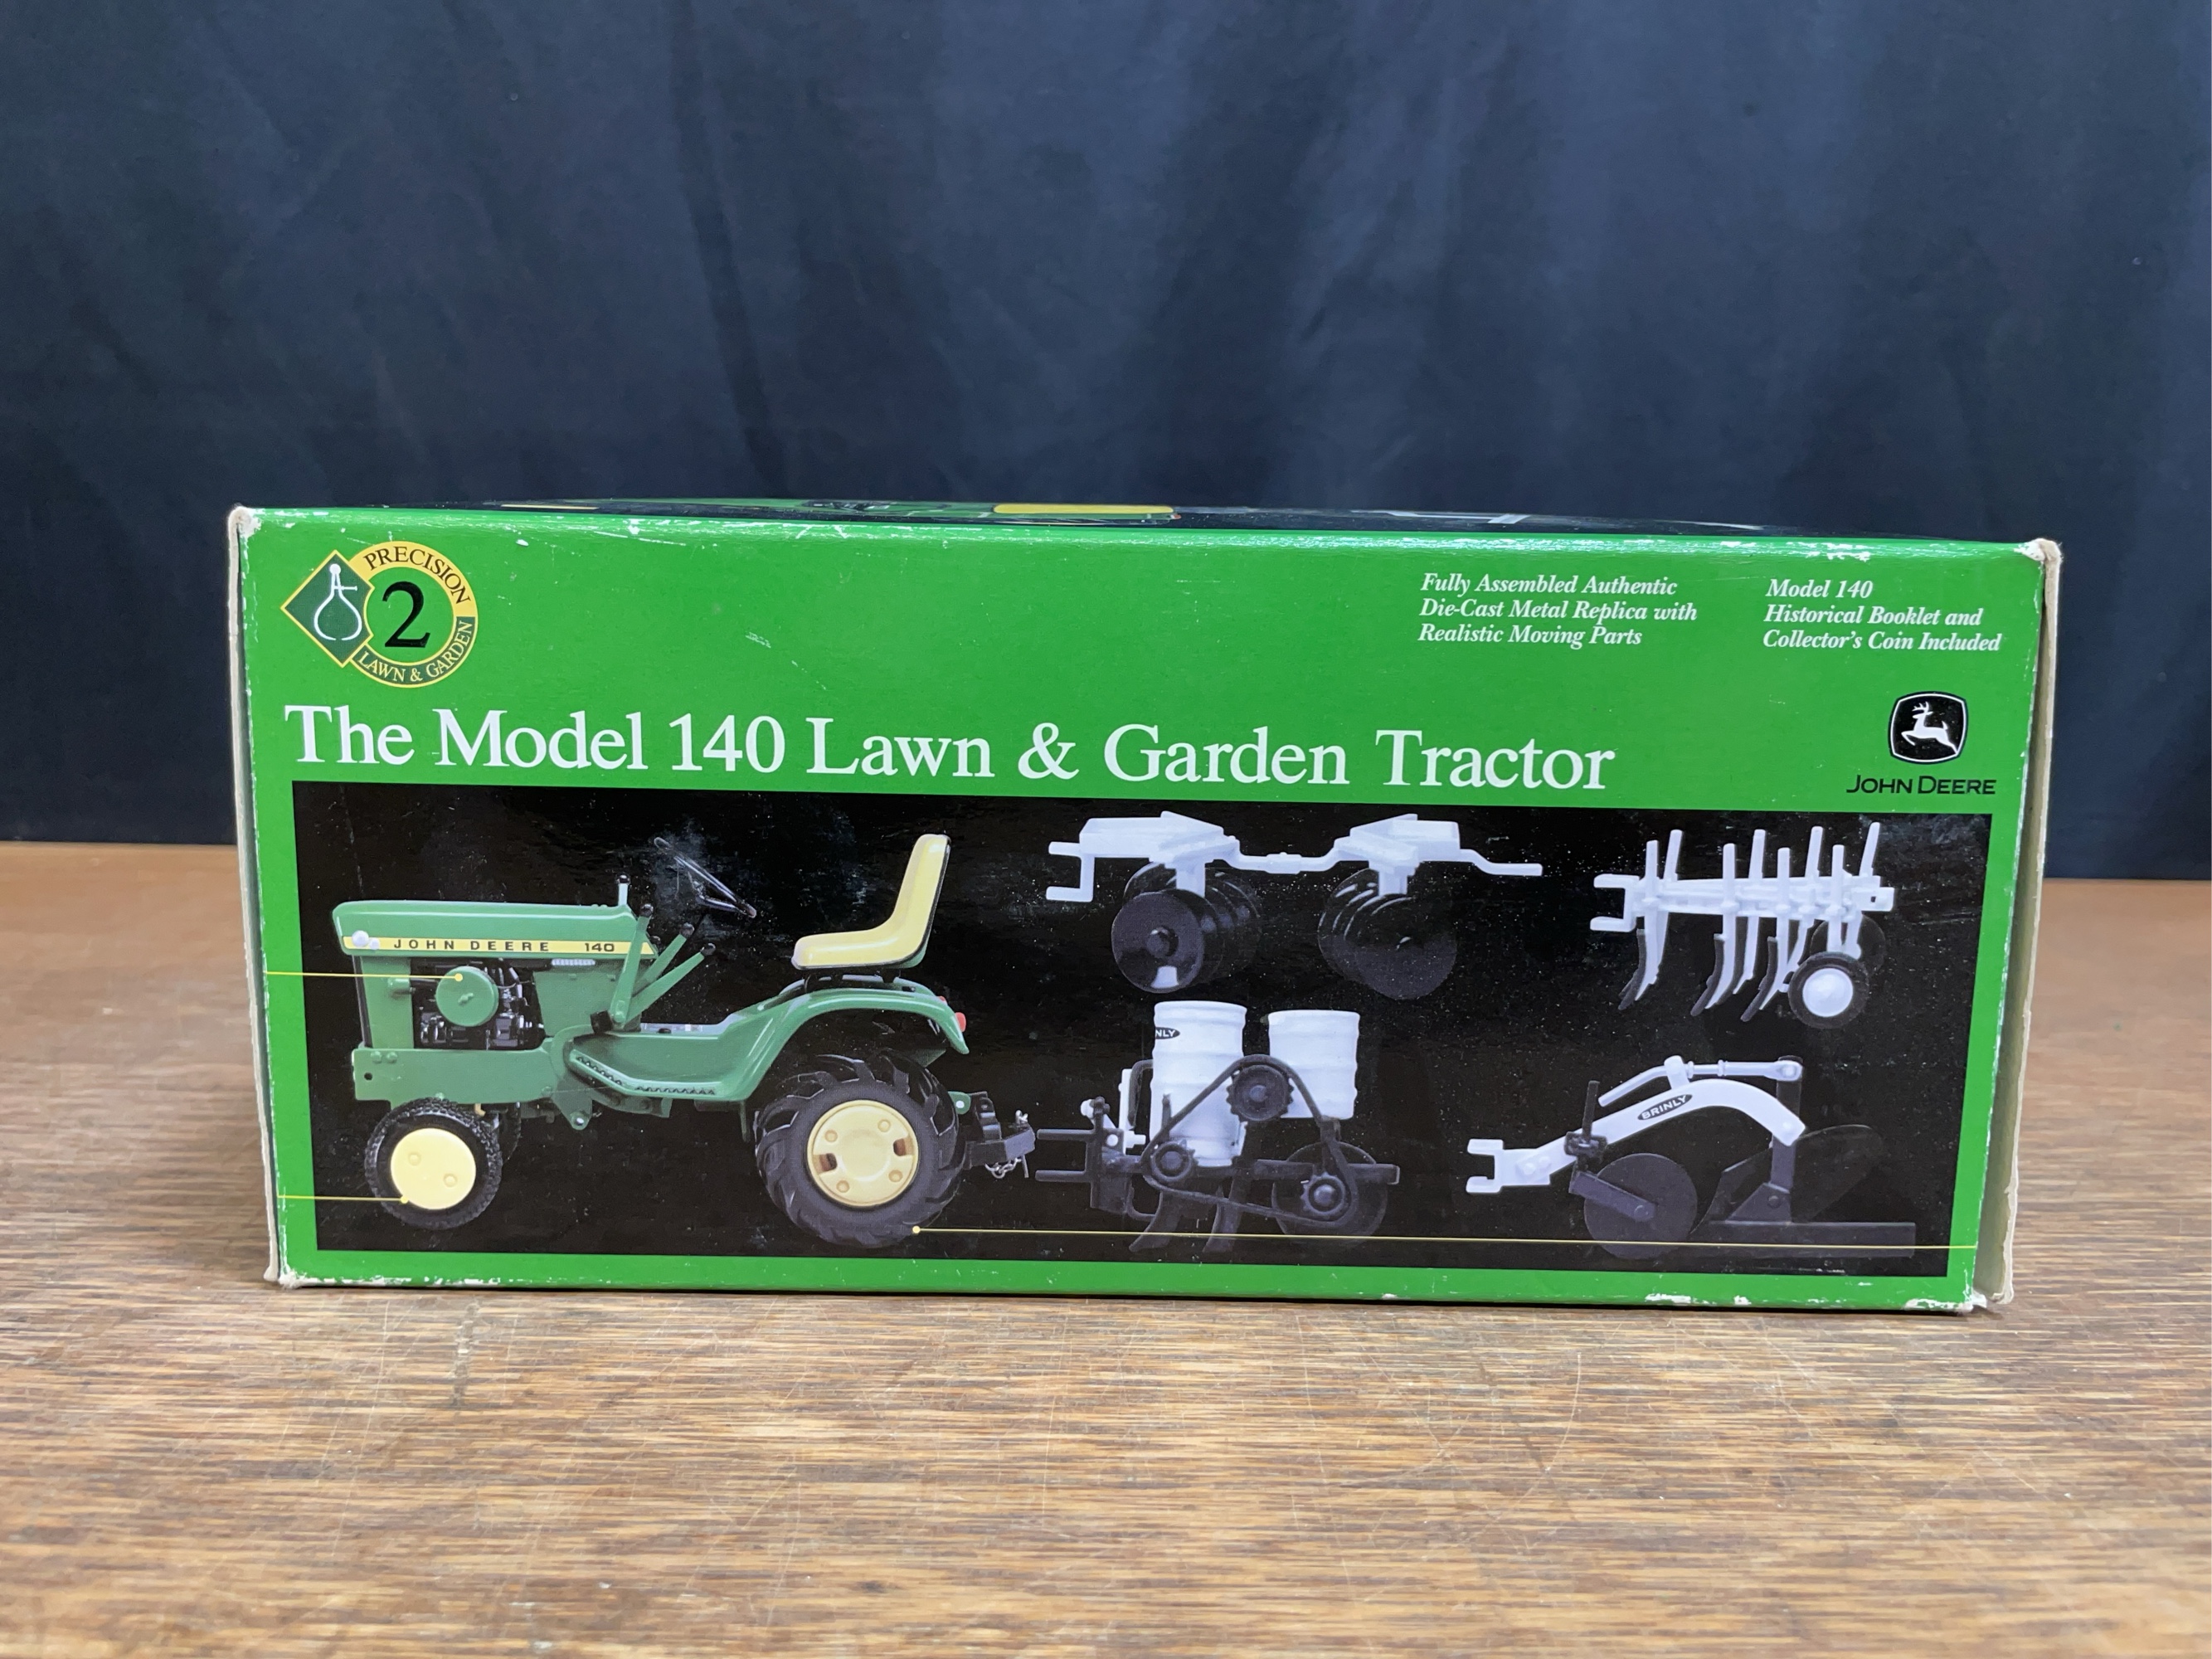 PRECISION
2
LAWN & GARDEN
Fully Assembled Authentic
Die-Cast Metal Replica with
Realistic Moving Parts
Model 140
Historical Booklet and
Collector's Coin Included
The Model 140 Lawn & Garden Tractor
JOHN DEERE
JOHN DEERE 140
NLY
BRINLY